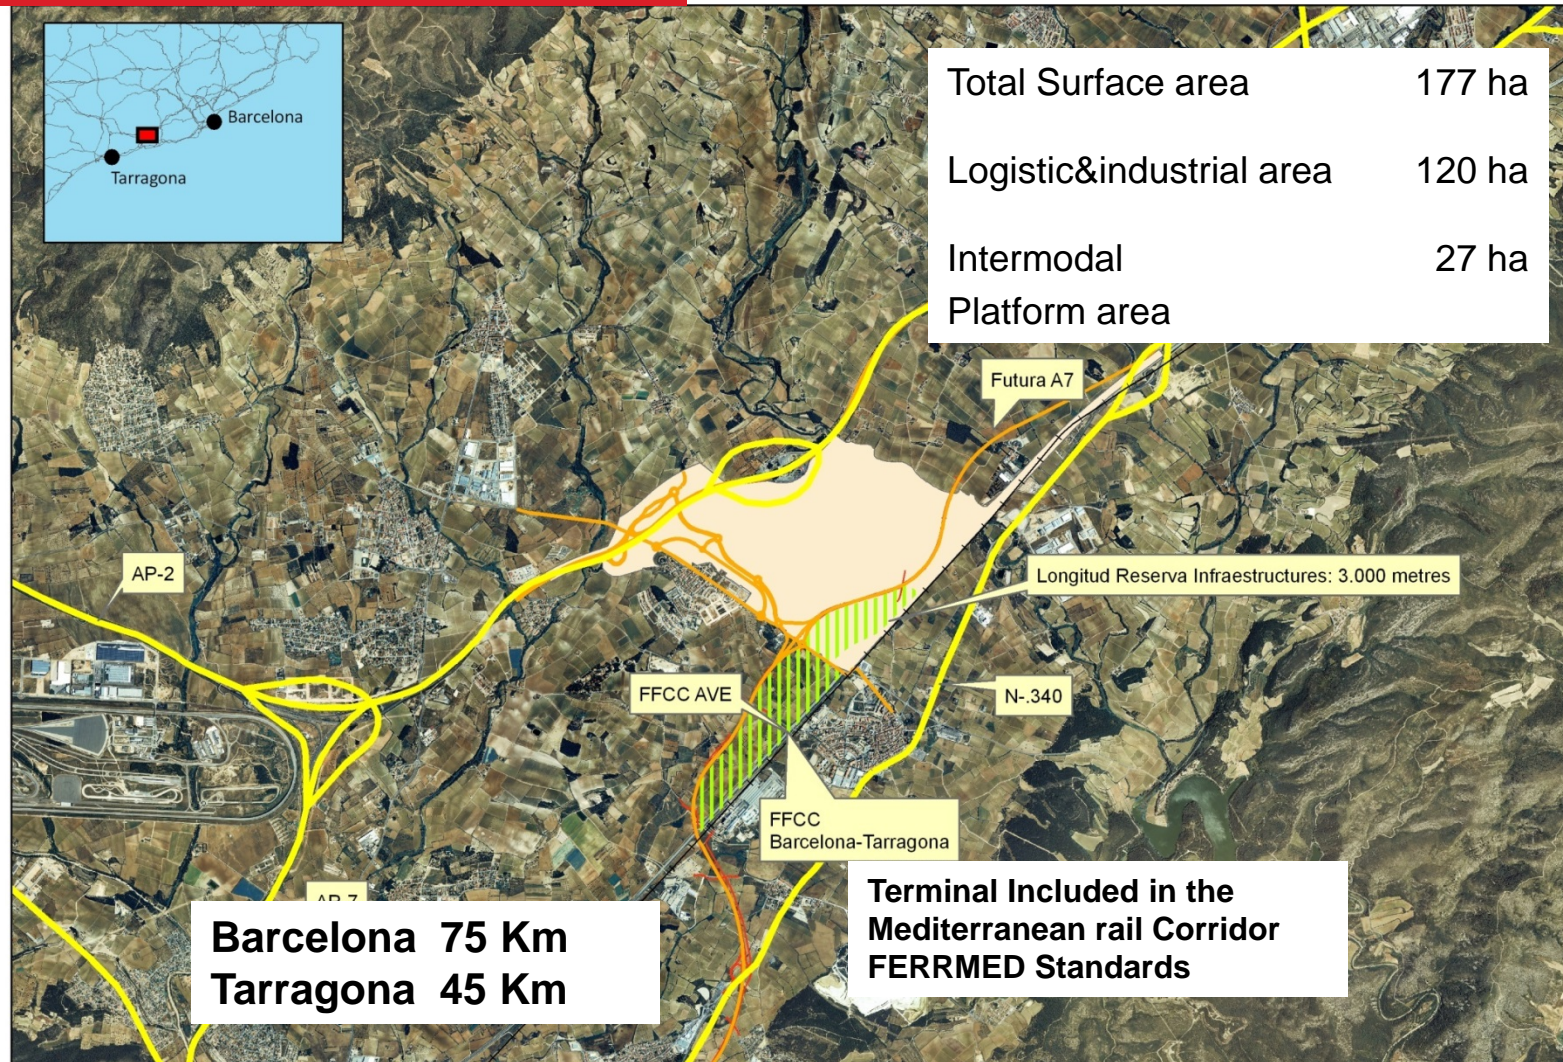 Barcelona
Tarragona
Total Surface area 177 ha
Logistic&industrial area 120 ha
Intermodal 27 ha
Platform area
Futura A7
AP-2
Longitud Reserva Infraestructures: 3.000 metres
FFCC AVE
N-.340
FFCC
Barcelona-Tarragona
AP-7
Terminal Included in the
Mediterranean rail Corridor
FERRMED Standards
Barcelona 75 Km
Tarragona 45 Km